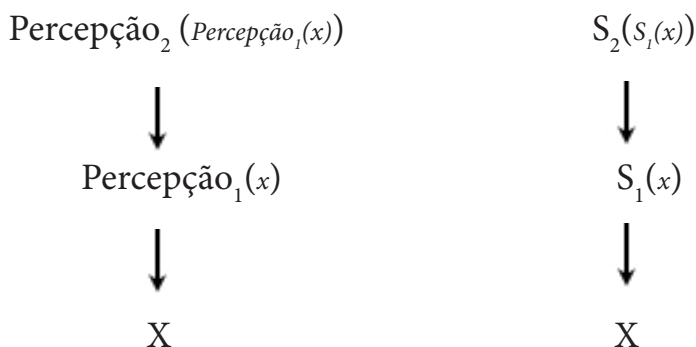 Percepção₂ (Percepção₁(x)) S₂(S₁(x))
Percepção₁(x) S₁(x)
X X